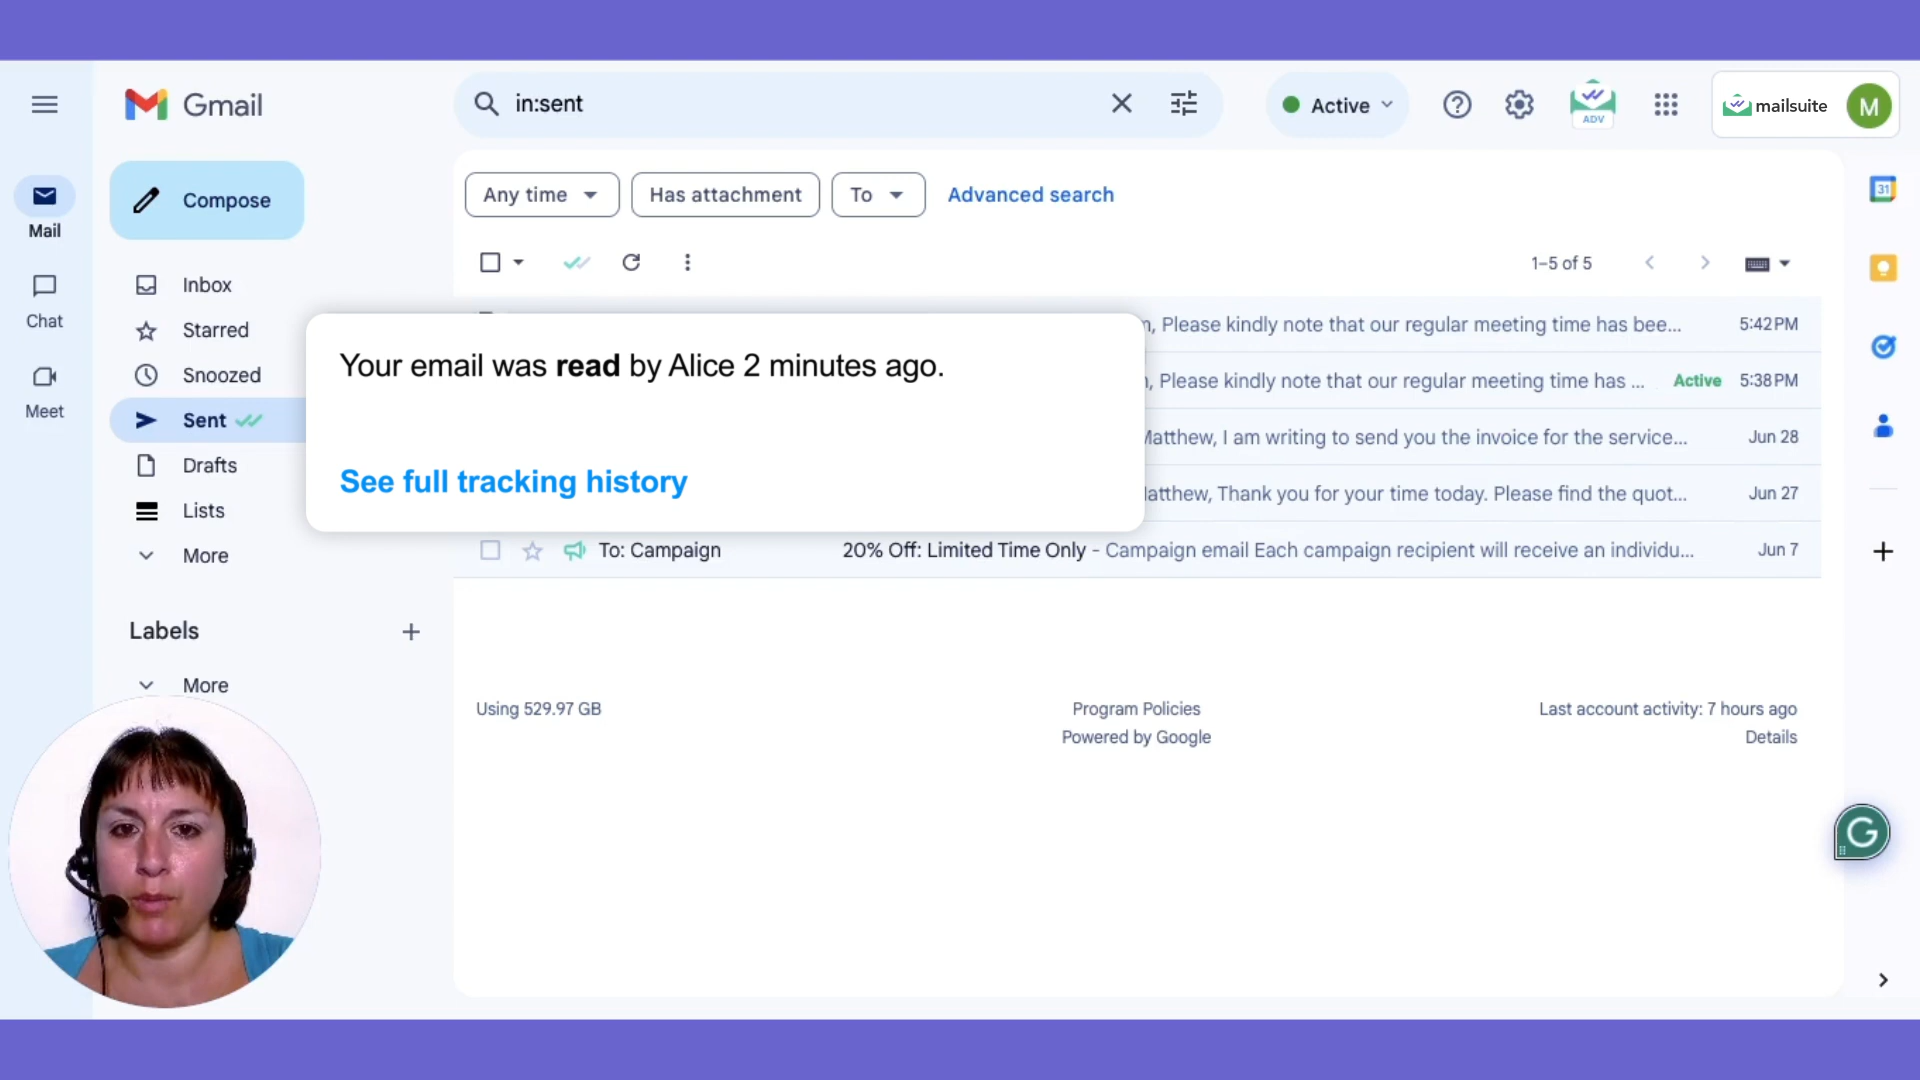 Gmail
in:sent
Active
ADV
mailsuite
M
Compose
Any time
Has attachment
To
Advanced search
31
Mail
Inbox
1–5 of 5
Chat
Starred
, Please kindly note that our regular meeting time has bee... 5:42 PM
Your email was read by Alice 2 minutes ago.
Snoozed
, Please kindly note that our regular meeting time has ... Active 5:38 PM
Meet
Sent
Matthew, I am writing to send you the invoice for the service... Jun 28
Drafts
See full tracking history
atthew, Thank you for your time today. Please find the quot... Jun 27
Lists
More
To: Campaign 20% Off: Limited Time Only - Campaign email Each campaign recipient will receive an individu... Jun 7
Labels
More
Using 529.97 GB
Program Policies
Powered by Google
Last account activity: 7 hours ago
Details
G